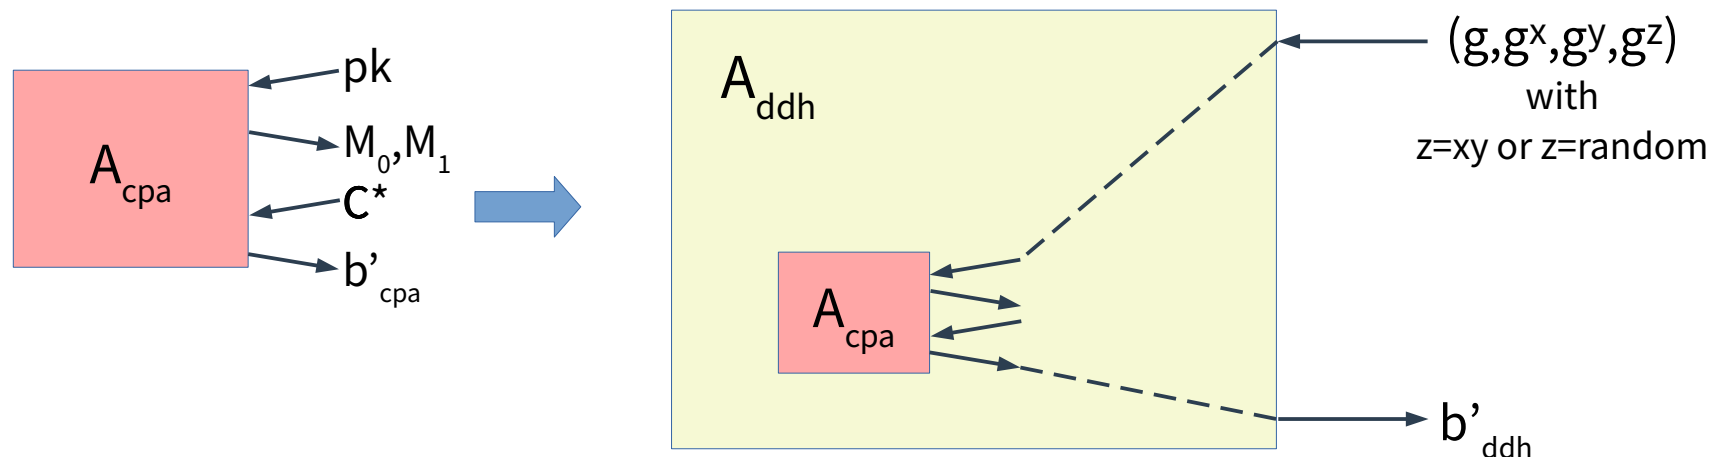 A_cpa
pk
M_0,M_1
c*
b'_cpa
A_ddh
A_cpa
(g,g^x,g^y,g^z)
with
z=xy or z=random
b'_ddh